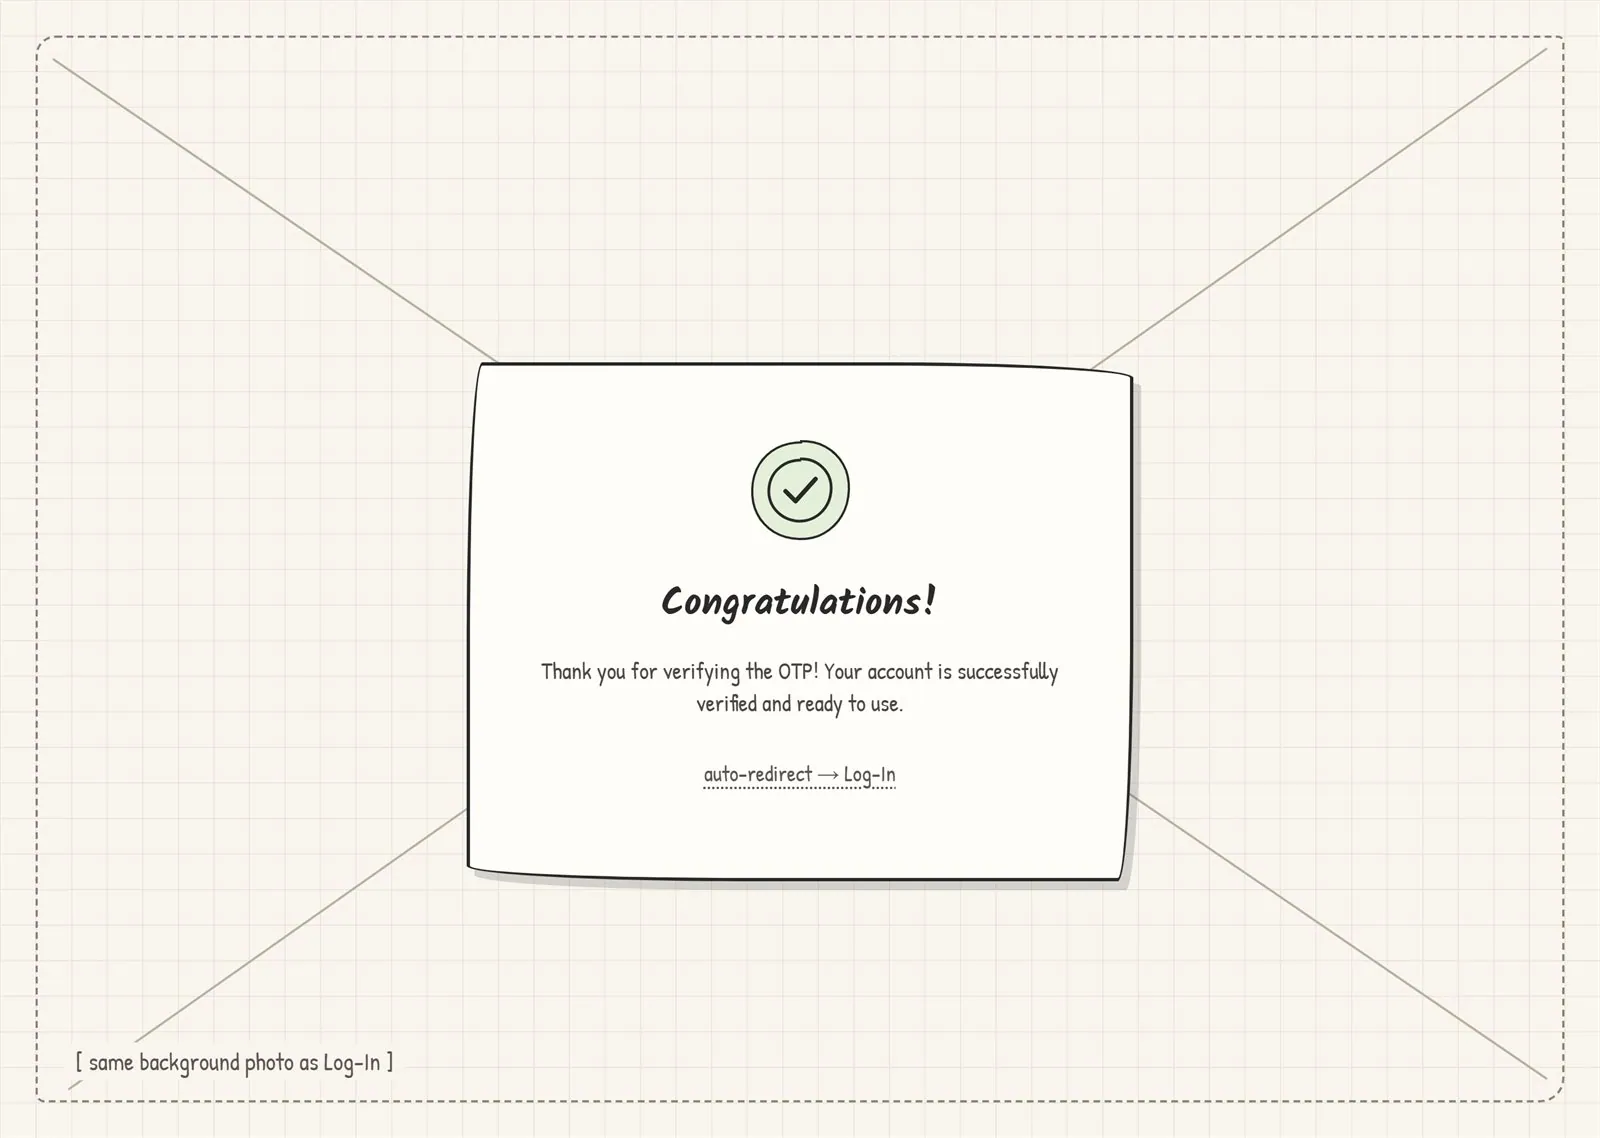 Congratulations!
Thank you for verifying the OTP! Your account is successfully
verified and ready to use.
auto-redirect → Log-In
[ same background photo as Log-In ]